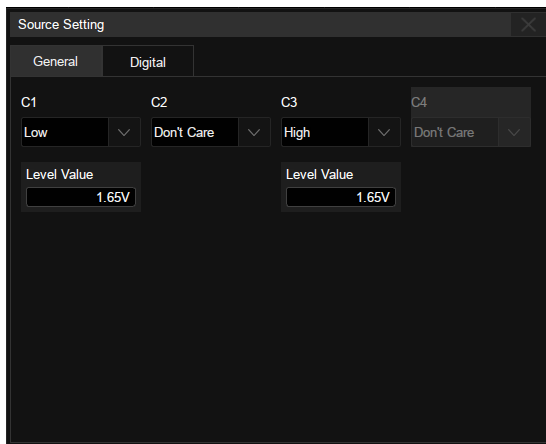 Source Setting
General Digital
C1 C2 C3 C4
Low Don't Care High Don't Care
Level Value Level Value
1.65V 1.65V